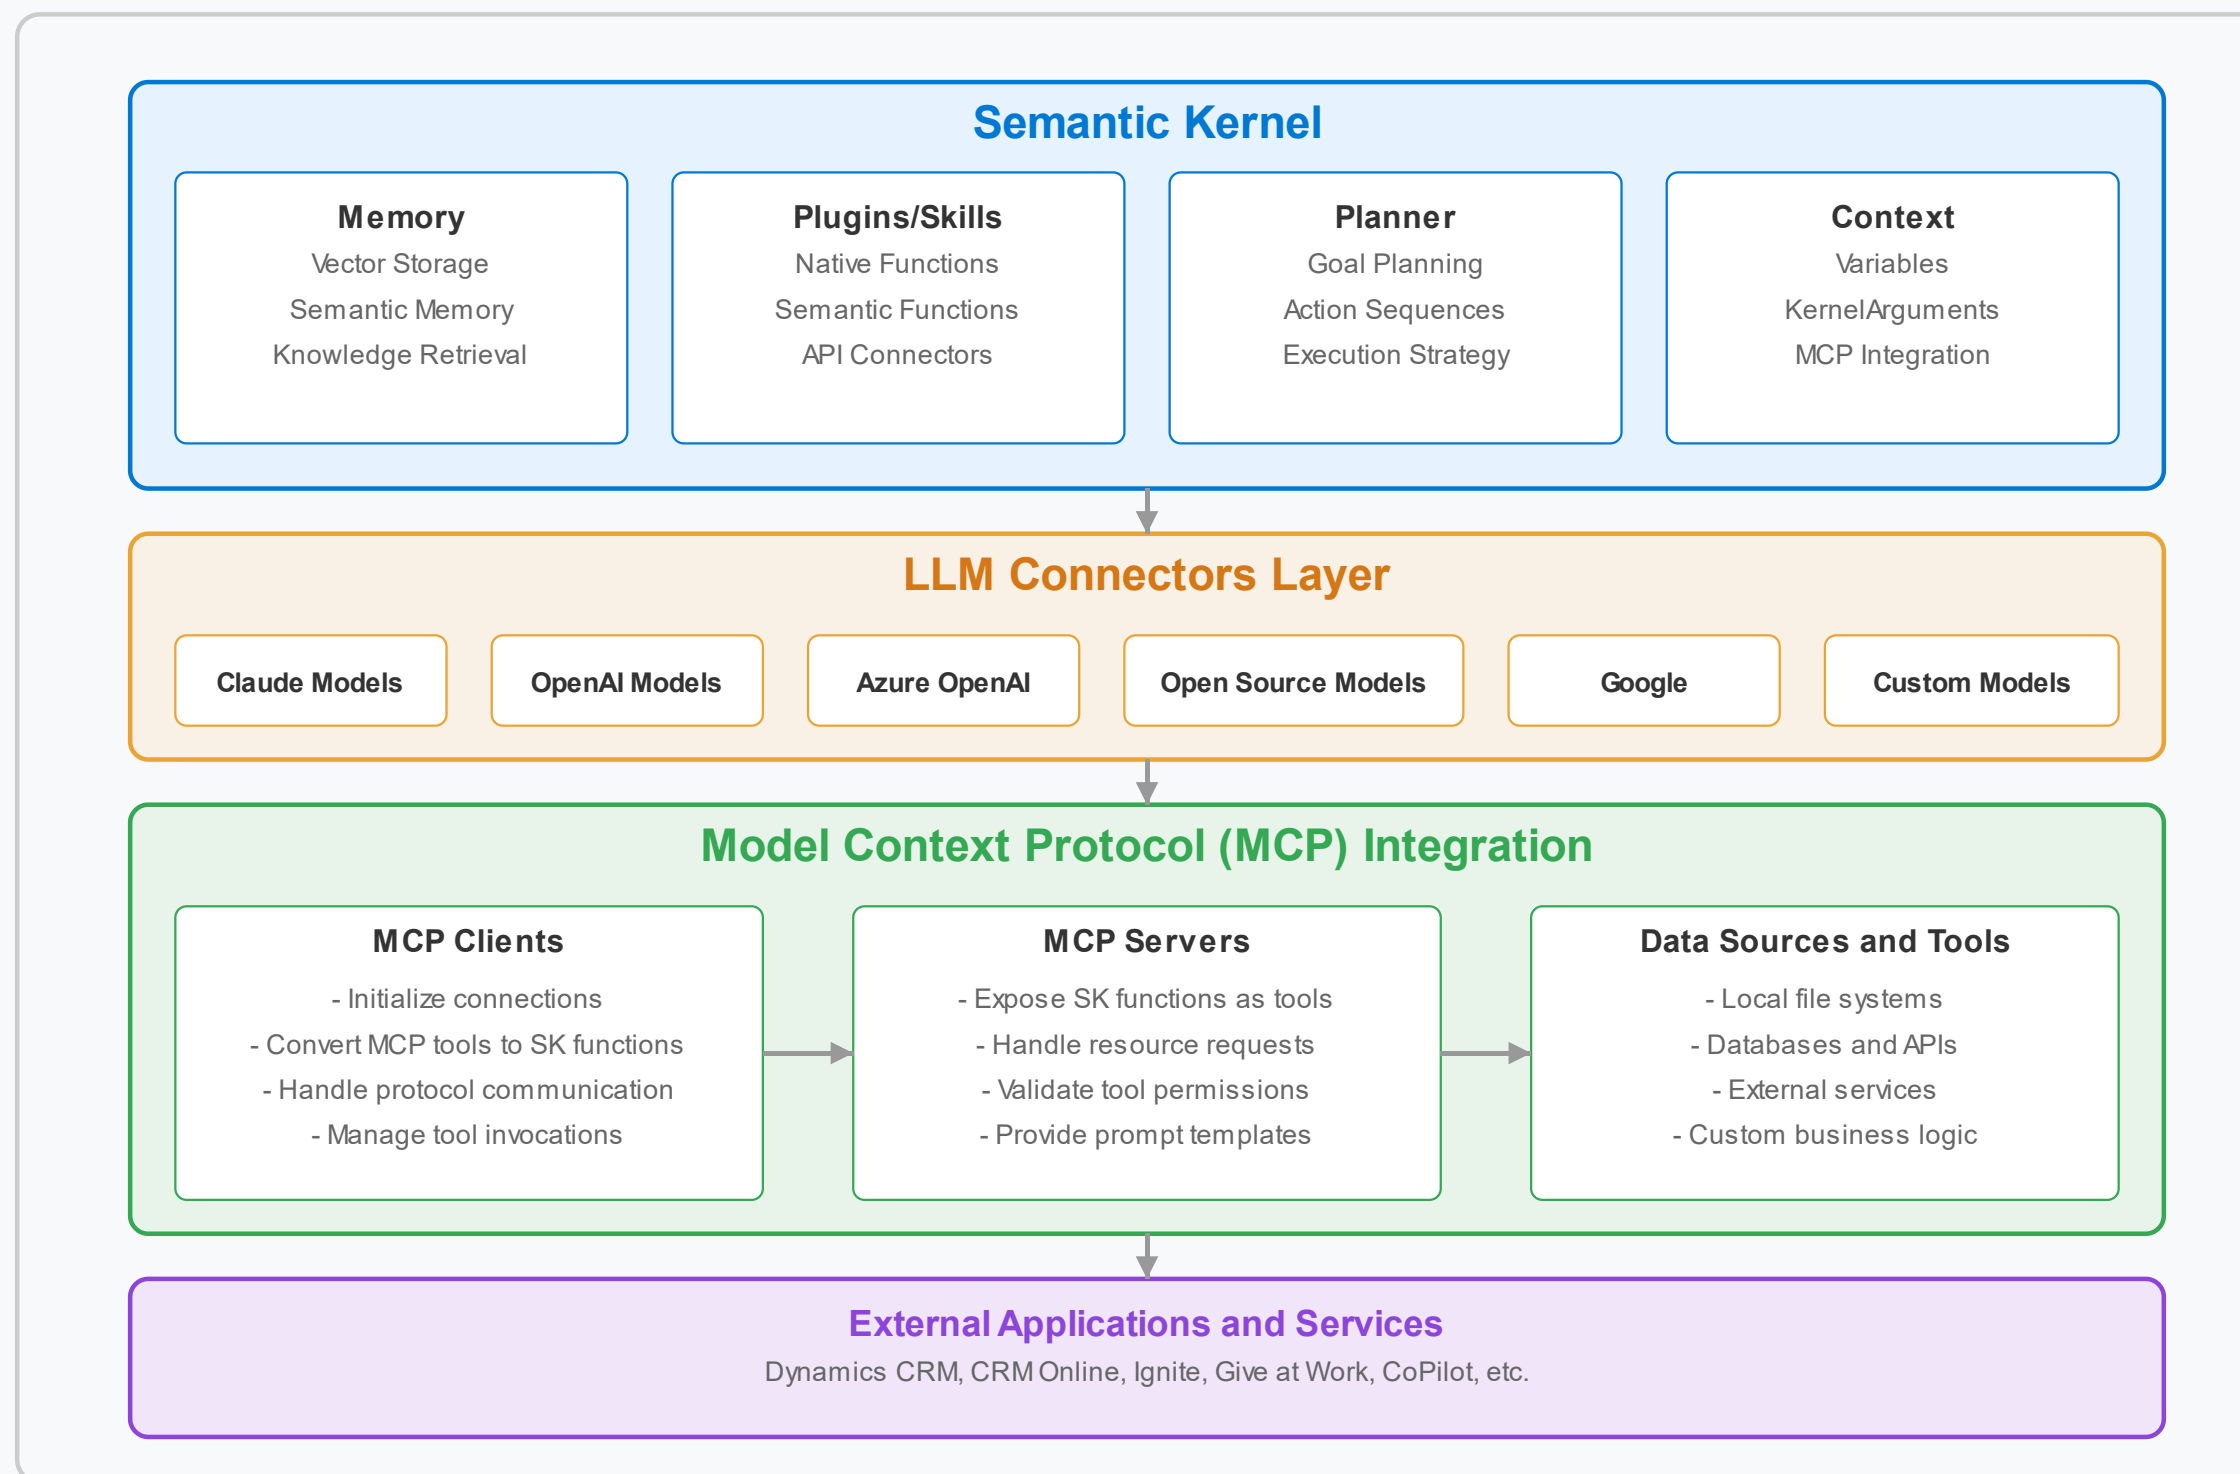 Semantic Kernel
Memory
Vector Storage
Semantic Memory
Knowledge Retrieval
Plugins/Skills
Native Functions
Semantic Functions
API Connectors
Planner
Goal Planning
Action Sequences
Execution Strategy
Context
Variables
KernelArguments
MCP Integration
LLM Connectors Layer
Claude Models
OpenAI Models
Azure OpenAI
Open Source Models
Google
Custom Models
Model Context Protocol (MCP) Integration
MCP Clients
- Initialize connections
- Convert MCP tools to SK functions
- Handle protocol communication
- Manage tool invocations
MCP Servers
- Expose SK functions as tools
- Handle resource requests
- Validate tool permissions
- Provide prompt templates
Data Sources and Tools
- Local file systems
- Databases and APIs
- External services
- Custom business logic
External Applications and Services
Dynamics CRM, CRM Online, Ignite, Give at Work, CoPilot, etc.